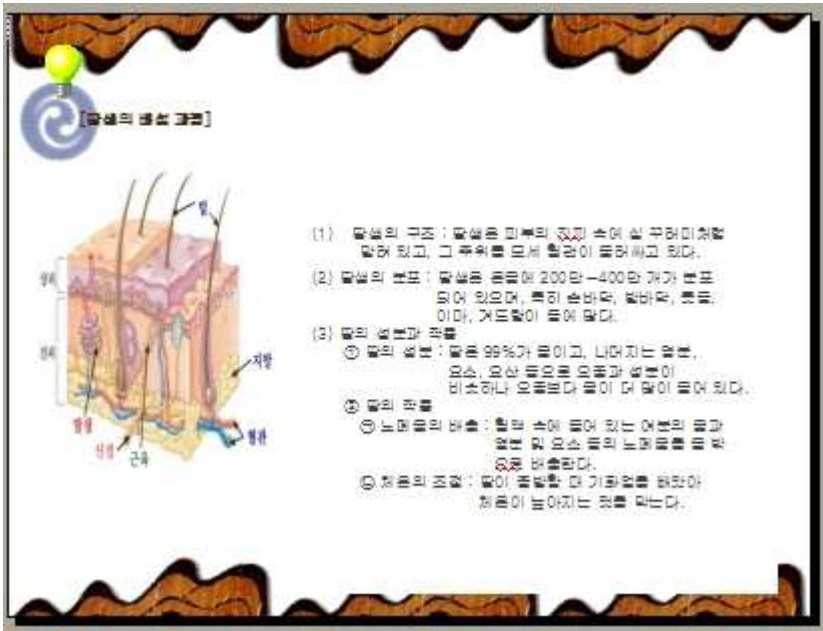 [땀샘의 배설 과정]
털
(1) 땀샘의 구조 : 땀샘은 피부의 진피 속에 실 꾸러미처럼
말려 있고, 그 주위를 모세 혈관이 둘러싸고 있다.
(2) 땀샘의 분포 : 땀샘은 온몸에 200만-400만 개가 분포
되어 있으며, 특히 손바닥, 발바닥, 콧등,
이마, 겨드랑이 등에 많다.
(3) 땀의 성분과 작용
① 땀의 성분 : 땀은 99%가 물이고, 나머지는 염분,
요소, 요산 등으로 오줌과 성분이
비슷하나 오줌보다 물이 더 많이 들어 있다.
② 땀의 작용
㉠ 노폐물의 배출 : 혈액 속에 들어 있는 여분의 물과
염분 및 요소 등의 노폐물을 몸 밖
으로 배출한다.
㉡ 체온의 조절 : 땀이 증발할 때 기화열을 빼앗아
체온이 높아지는 것을 막는다.
표피
진피
지방
땀샘
신경
근육
혈관